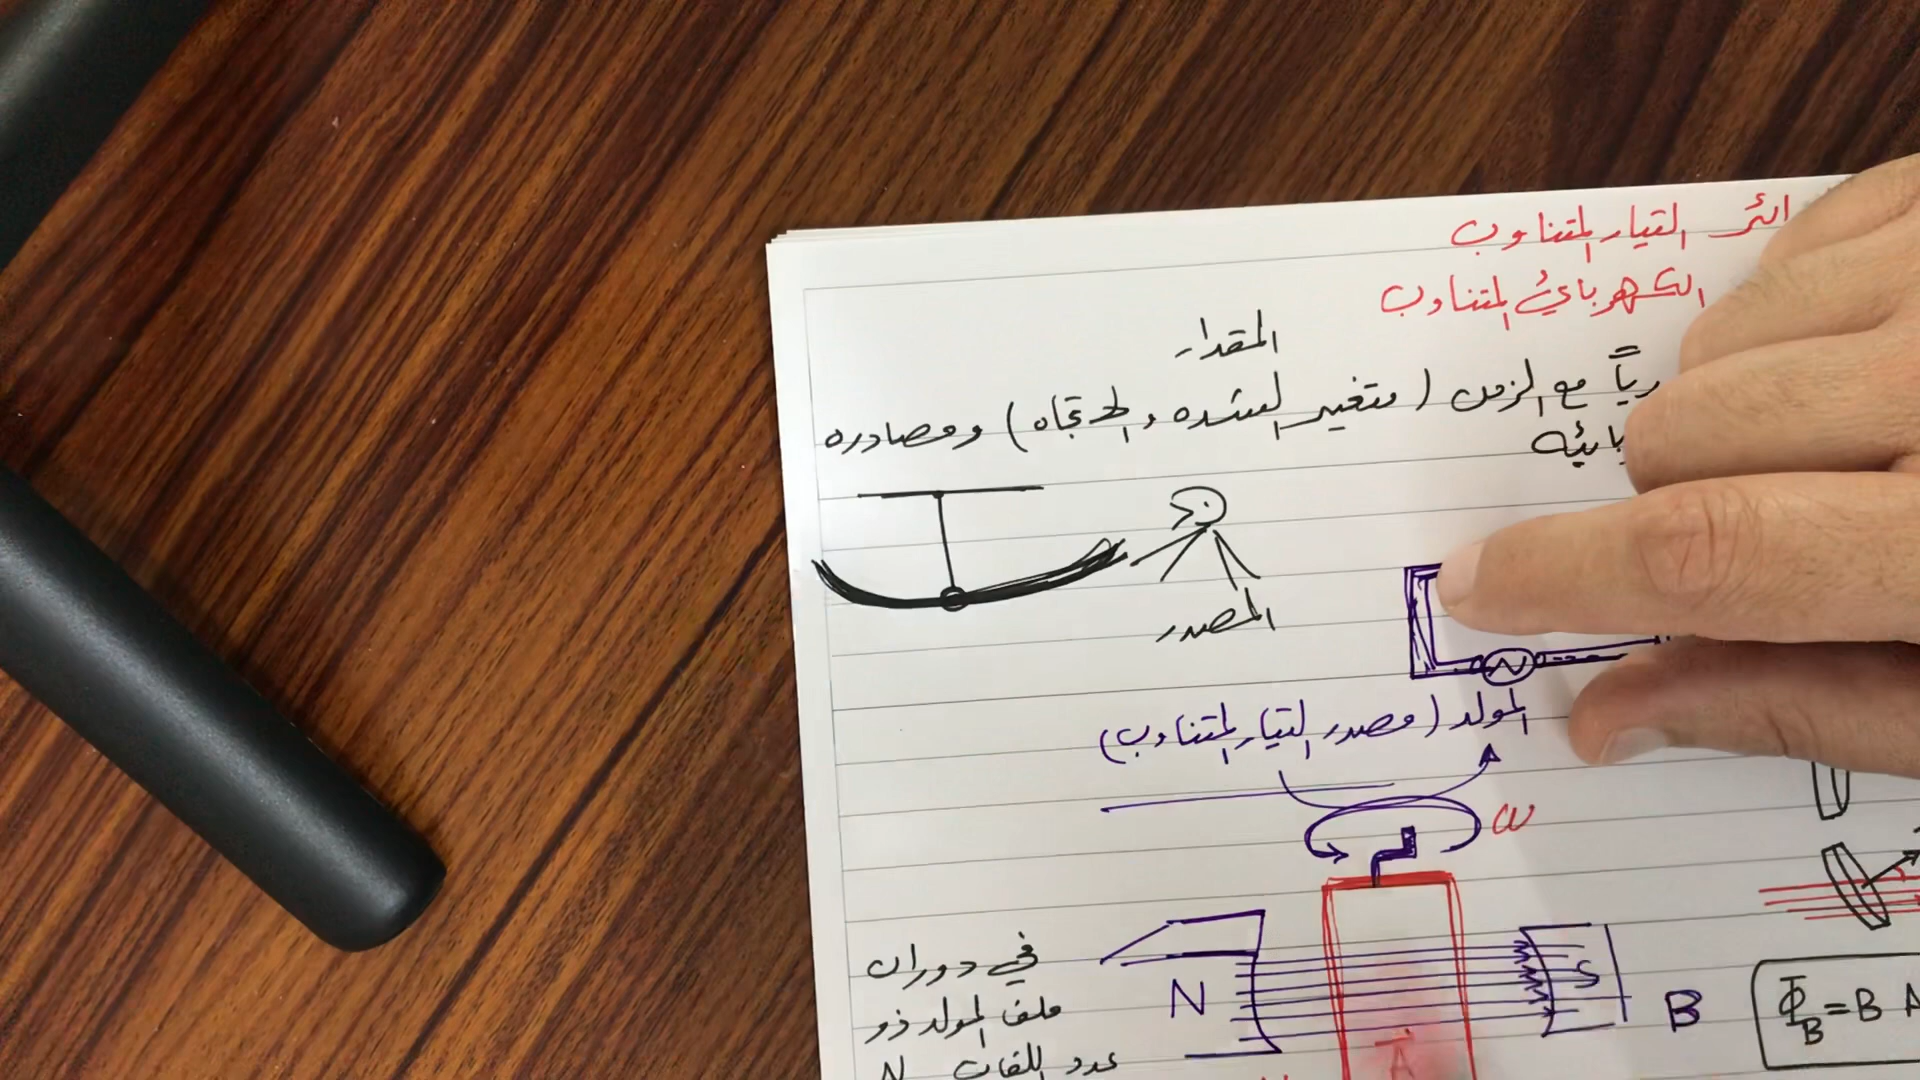 التيار المتناوب
الكهربائي المتناوب
المقدار
مع الزمن (متغير الشده والاتجاه) ومصادره
المصدر
المولد (مصدر التيار المتناوب)
ω
في دوران
ملف المولد ذو
عدد اللفات N
N
S
B
A
Φ_B = B A